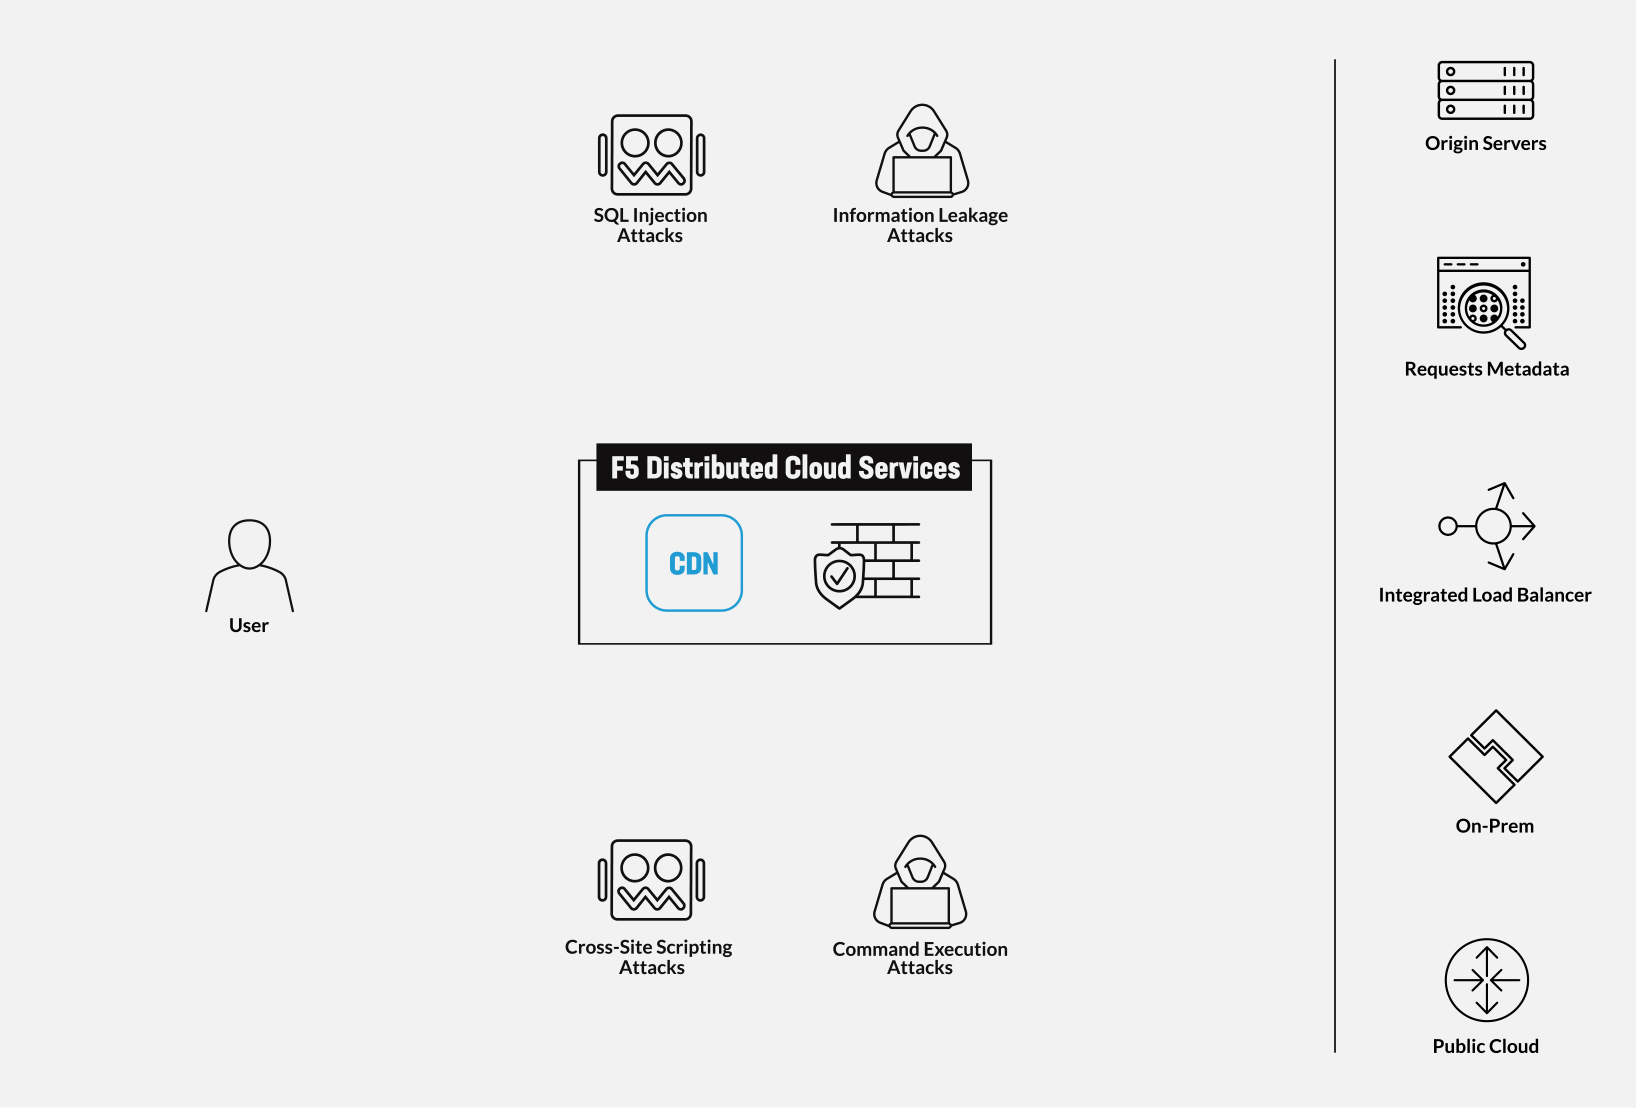 SQL Injection
Attacks
Information Leakage
Attacks
F5 Distributed Cloud Services
CDN
User
Cross-Site Scripting
Attacks
Command Execution
Attacks
Origin Servers
Requests Metadata
Integrated Load Balancer
On-Prem
Public Cloud